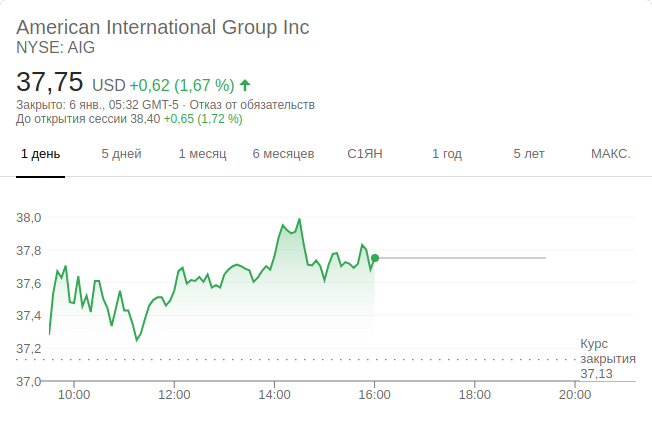 American International Group Inc
NYSE: AIG
37,75 USD +0,62 (1,67 %)
Закрыто: 6 янв., 05:32 GMT-5 · Отказ от обязательств
До открытия сессии 38,40 +0,65 (1,72 %)
1 день 5 дней 1 месяц 6 месяцев С1ЯН 1 год 5 лет МАКС.
38,0
37,8
37,6
37,4
37,2
37,0
Курс
закрытия
37,13
10:00 12:00 14:00 16:00 18:00 20:00